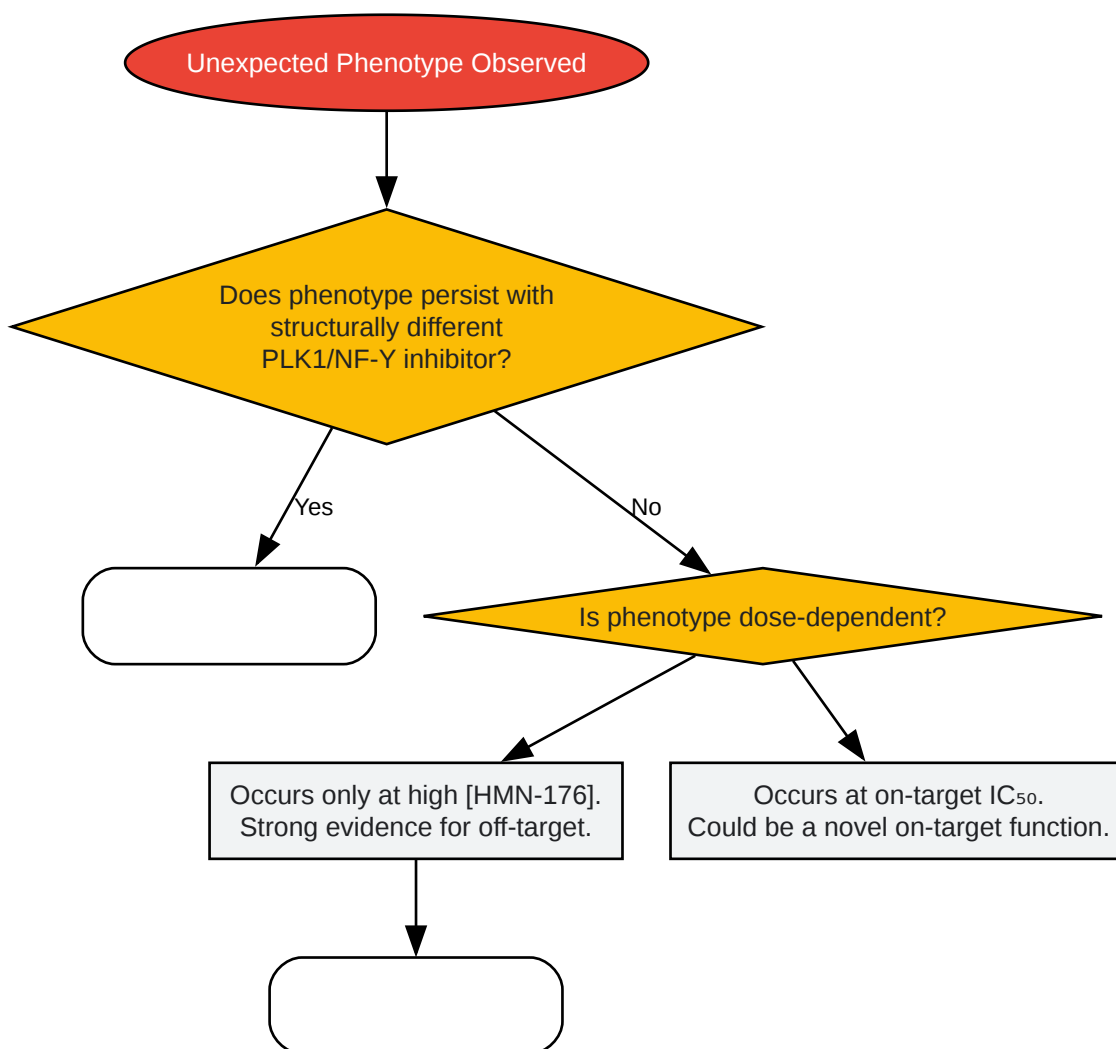 Unexpected Phenotype Observed
Does phenotype persist with
structurally different
PLK1/NF-Y inhibitor?
Yes
No
Is phenotype dose-dependent?
Occurs only at high [HMN-176].
Strong evidence for off-target.
Occurs at on-target IC₅₀.
Could be a novel on-target function.